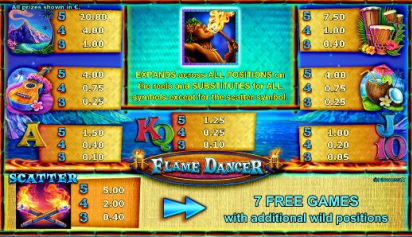 All prizes shown in €.
5 20.00
4 4.00
3 1.00
5 7.50
4 1.00
3 0.40
EXPANDS across ALL POSITIONS on
the reels and SUBSTITUTES for ALL
symbols except for the scatter symbol.
5 4.00
4 0.75
3 0.25
5 4.00
4 0.75
3 0.25
A
5 1.50
4 0.40
3 0.10
K Q
5 1.25
4 0.25
3 0.10
5 1.00
4 0.20
3 0.05
J
10
FLAME DANCER
SCATTER
5 5.00
4 2.00
3 0.40
7 FREE GAMES
with additional wild positions